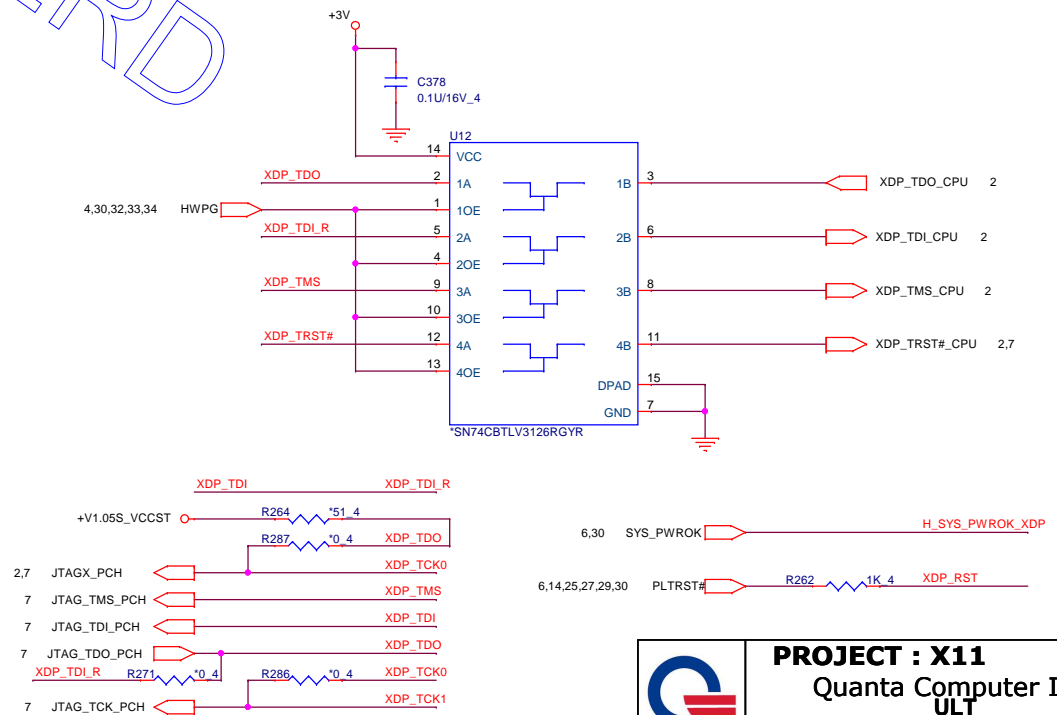 +3V
C378
0.1U/16V_4
U12
14 VCC
XDP_TDO 2 1A 1B 3 XDP_TDO_CPU 2
4,30,32,33,34 HWPG 1 1OE
XDP_TDI_R 5 2A 2B 6 XDP_TDI_CPU 2
4 2OE
XDP_TMS 9 3A 3B 8 XDP_TMS_CPU 2
10 3OE
XDP_TRST# 12 4A 4B 11 XDP_TRST#_CPU 2,7
13 4OE
DPAD 15
GND 7
*SN74CBTLV3126RGYR
XDP_TDI XDP_TDI_R
+V1.05S_VCCST R264 *51_4
R287 *0_4 XDP_TDO
2,7 JTAGX_PCH XDP_TCK0
7 JTAG_TMS_PCH XDP_TMS
7 JTAG_TDI_PCH XDP_TDI
7 JTAG_TDO_PCH XDP_TDO
XDP_TDI_R R271 *0_4 R286 *0_4 XDP_TCK0
7 JTAG_TCK_PCH XDP_TCK1
6,30 SYS_PWROK H_SYS_PWROK_XDP
6,14,25,27,29,30 PLTRST# R262 1K_4 XDP_RST
PROJECT : X11
Quanta Computer
ULT